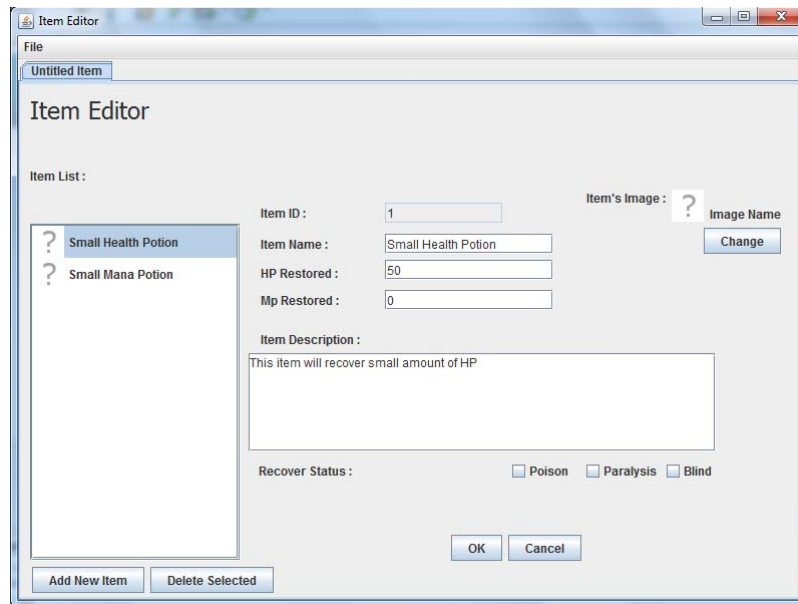 Item Editor
File
Untitled Item
Item Editor
Item List :
Item's Image : ?
Image Name
Change
Item ID : 1
Item Name : Small Health Potion
HP Restored : 50
Mp Restored : 0
? Small Health Potion
? Small Mana Potion
Item Description :
This item will recover small amount of HP
Recover Status : Poison Paralysis Blind
OK Cancel
Add New Item Delete Selected